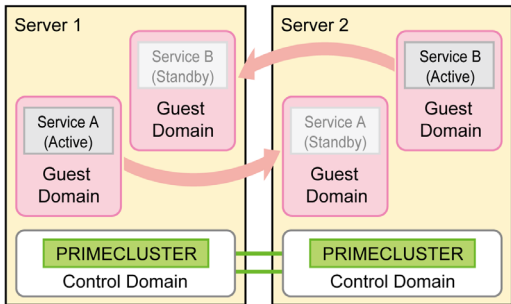 Server 1
Service B
(Standby)
Guest
Domain
Service A
(Active)
Guest
Domain
PRIMECLUSTER
Control Domain
Server 2
Service B
(Active)
Guest
Domain
Service A
(Standby)
Guest
Domain
PRIMECLUSTER
Control Domain